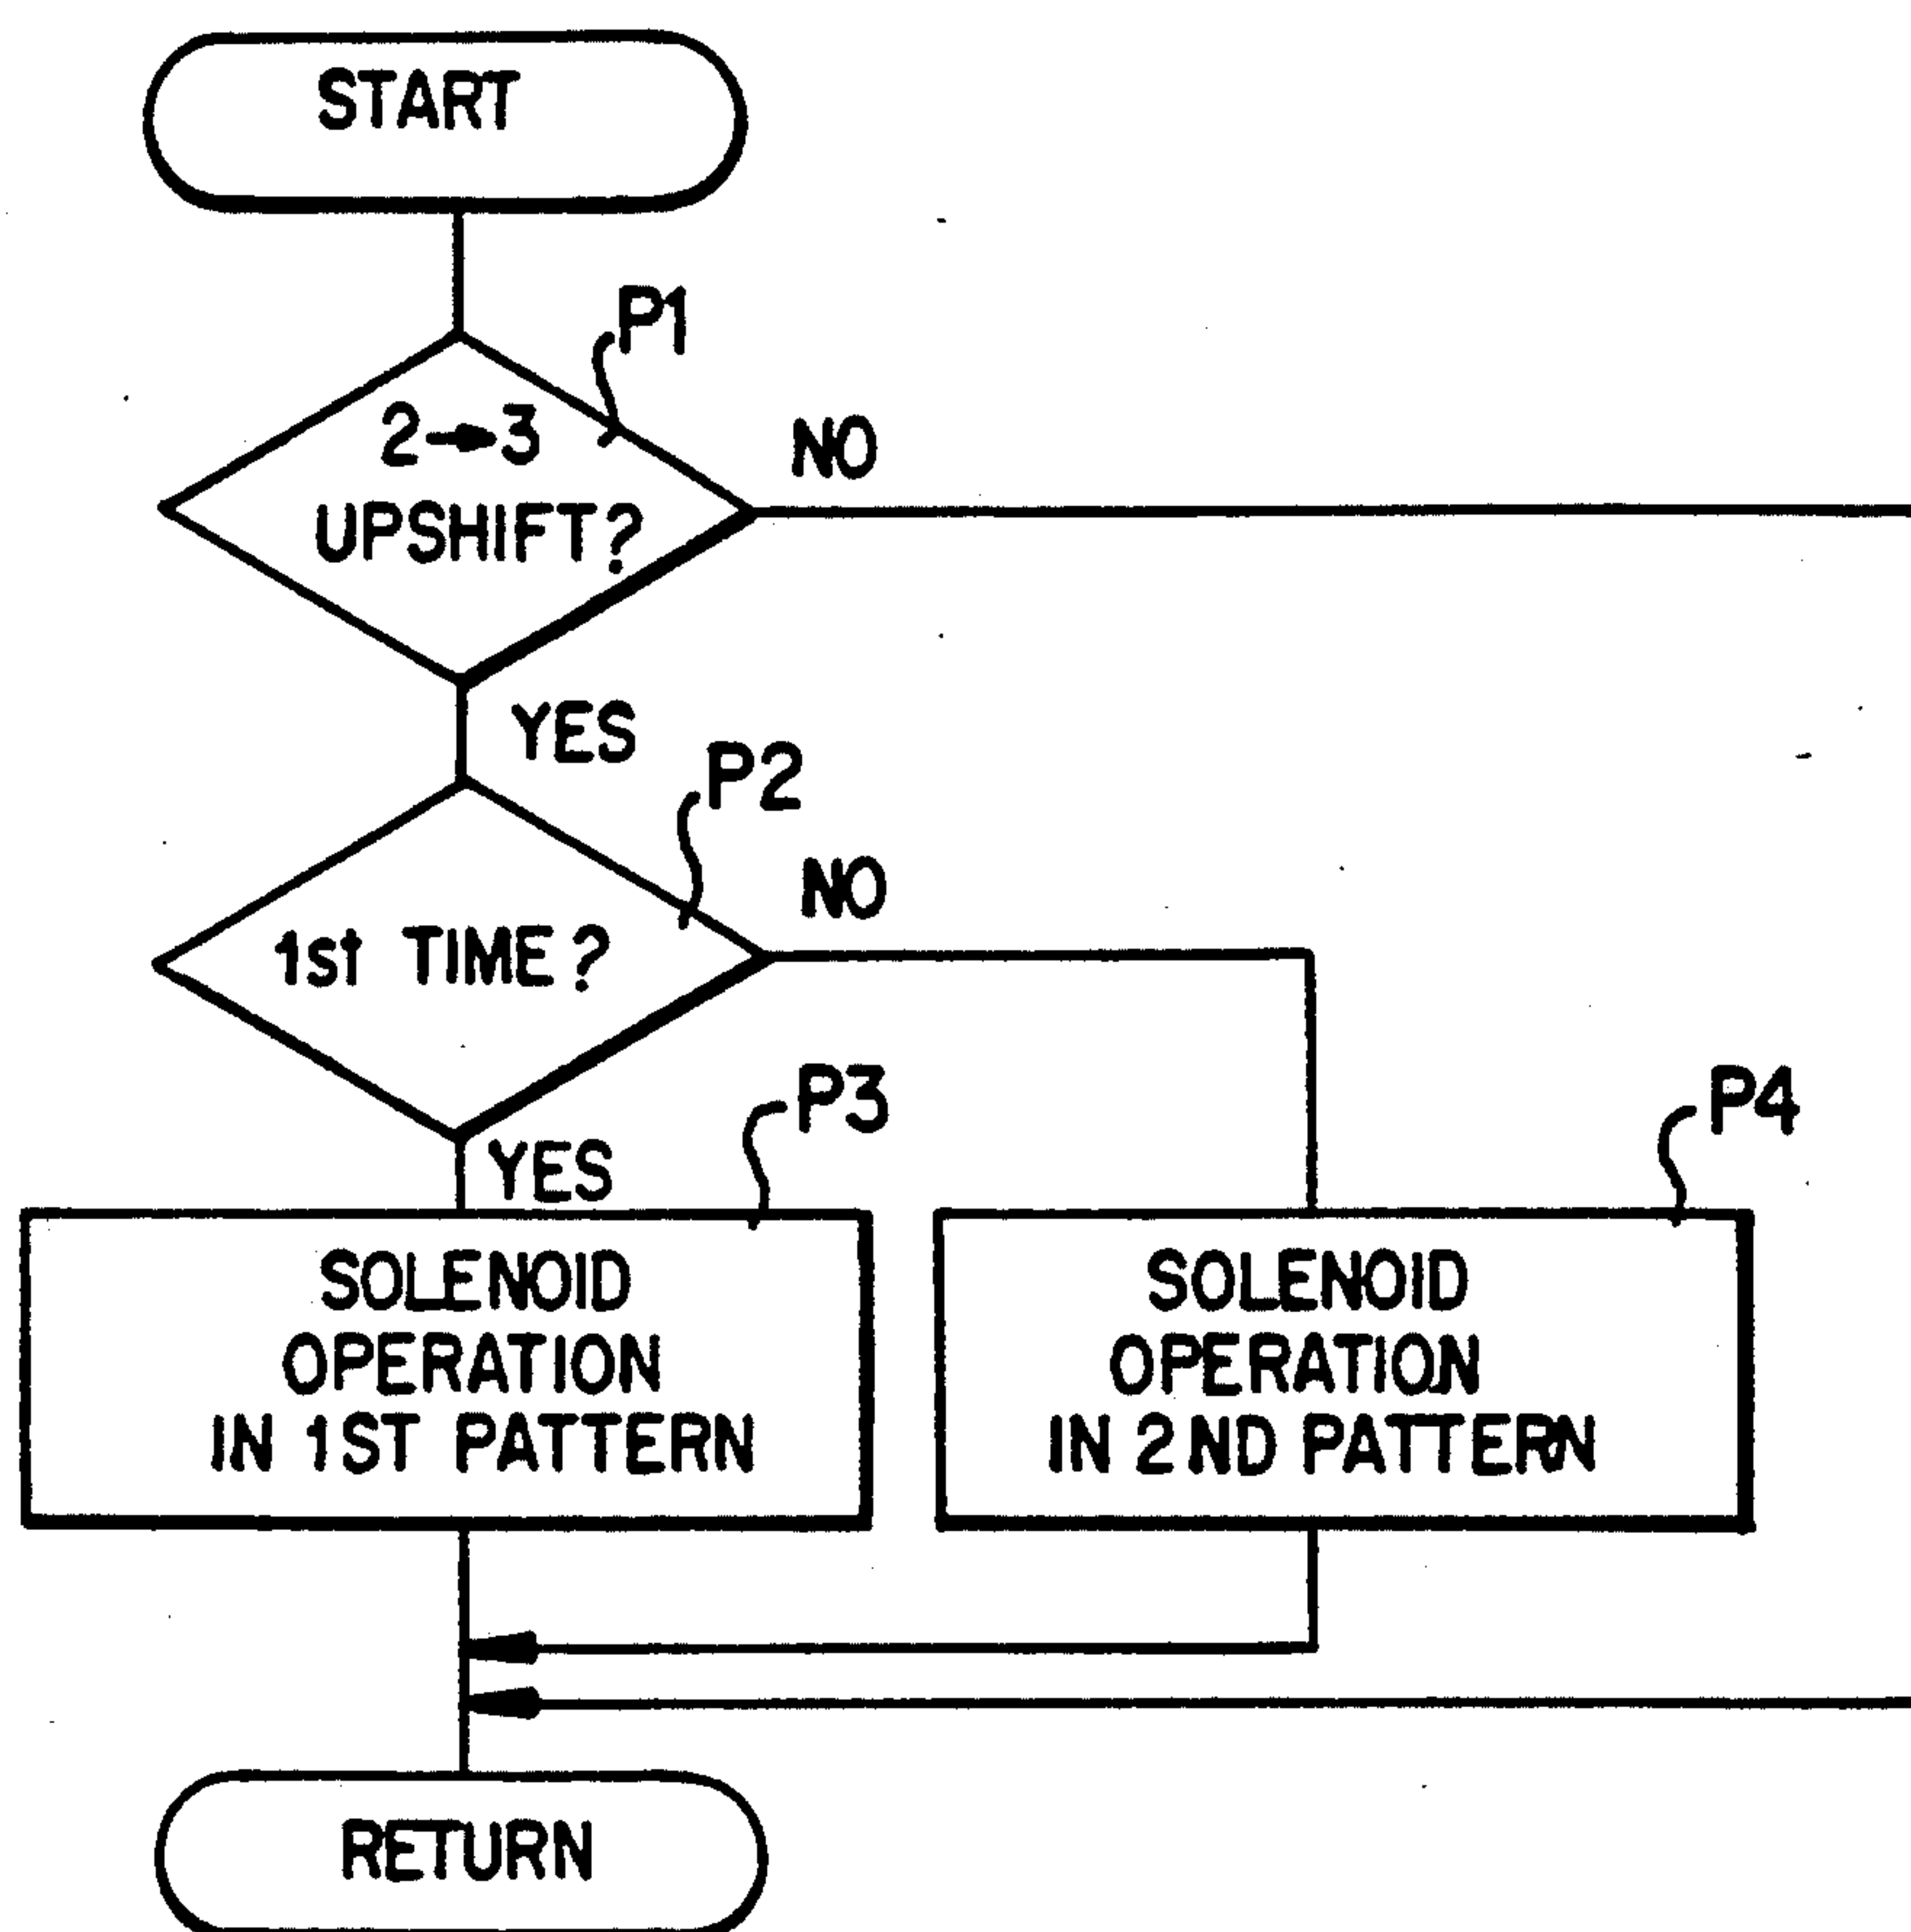 START
P1
2→3
UPSHIFT?
NO
YES
P2
NO
1st TIME?
P3
P4
YES
SOLENOID
OPERATION
IN 1ST PATTERN
SOLENOID
OPERATION
IN 2ND PATTERN
RETURN